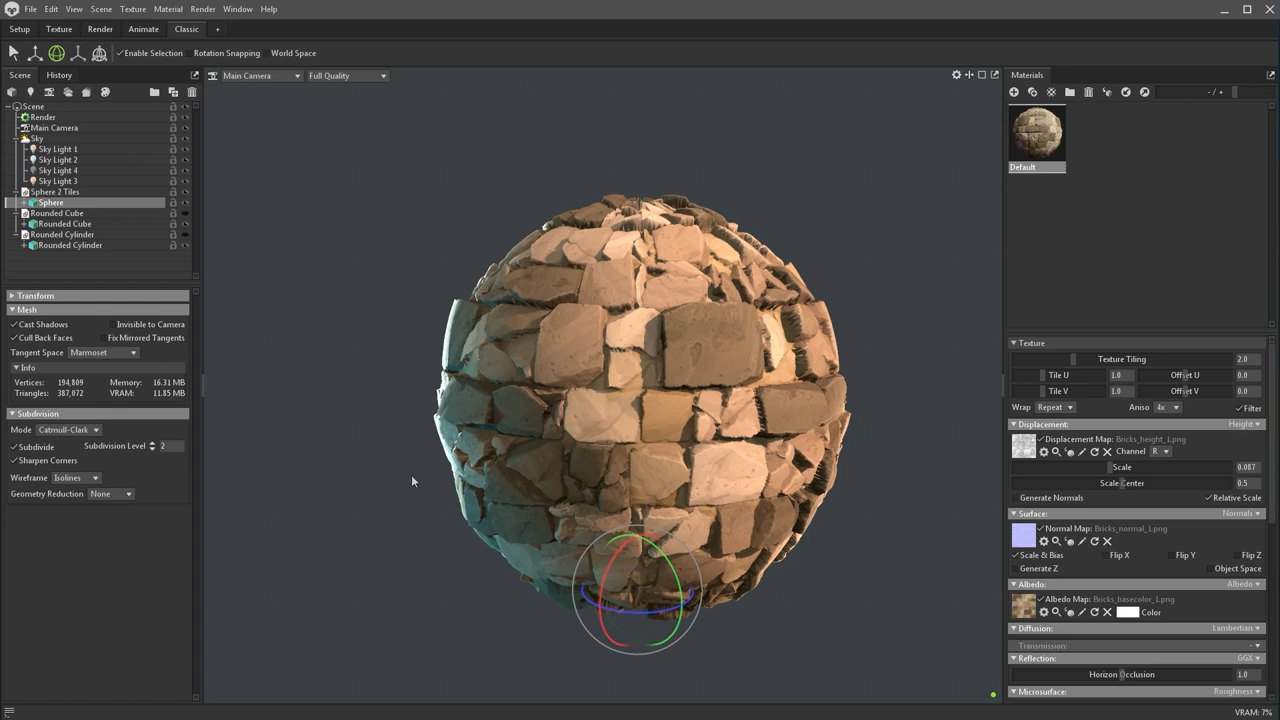 File Edit View Scene Texture Material Render Window Help
Setup Texture Render Animate Classic +
Enable Selection Rotation Snapping World Space
Scene History
Main Camera Full Quality
Scene
Render
Main Camera
Sky
Sky Light 1
Sky Light 2
Sky Light 4
Sky Light 3
Sphere 2 Tiles
Sphere
Rounded Cube
Rounded Cube
Rounded Cylinder
Rounded Cylinder
Transform
Mesh
Cast Shadows Invisible to Camera
Cull Back Faces Fix Mirrored Tangents
Tangent Space Marmoset
Info
Vertices: 194,809 Memory: 16.31 MB
Triangles: 387,072 VRAM: 11.85 MB
Subdivision
Mode Catmull-Clark
Subdivide Subdivision Level 2
Sharpen Corners
Wireframe Isolines
Geometry Reduction None
Materials
- / +
Default
Texture
Texture Tiling 2.0
Tile U 1.0 Offset U 0.0
Tile V 1.0 Offset V 0.0
Wrap Repeat Aniso 4x Filter
Displacement: Height
Displacement Map: Bricks_height_1.png
Channel R
Scale 0.087
Scale Center 0.5
Generate Normals Relative Scale
Surface: Normals
Normal Map: Bricks_normal_1.png
Scale & Bias Flip X Flip Y Flip Z
Generate Z Object Space
Albedo: Albedo
Albedo Map: Bricks_basecolor_1.png
Color
Diffusion: Lambertian
Transmission: -
Reflection: GGX
Horizon Occlusion 1.0
Microsurface: Roughness
VRAM: 7%